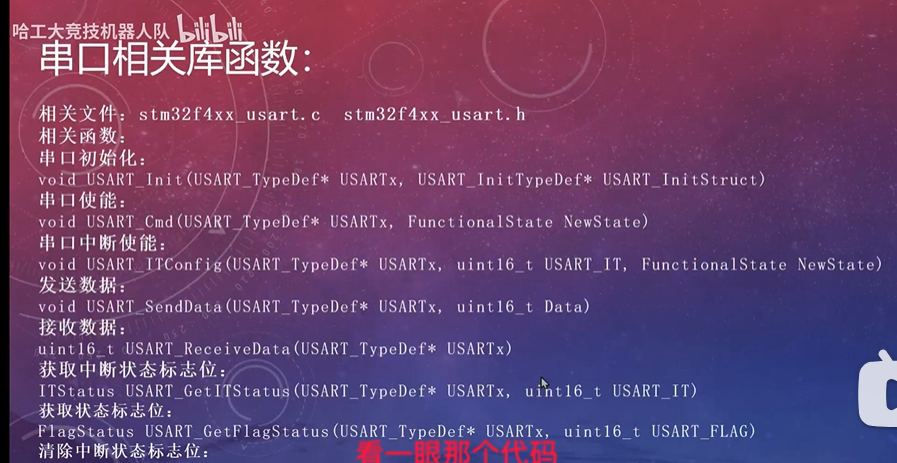 哈工大竞技机器人队 bilibili
串口相关库函数：
相关文件：stm32f4xx_usart.c stm32f4xx_usart.h
相关函数：
串口初始化：
void USART_Init(USART_TypeDef* USARTx, USART_InitTypeDef* USART_InitStruct)
串口使能：
void USART_Cmd(USART_TypeDef* USARTx, FunctionalState NewState)
串口中断使能：
void USART_ITConfig(USART_TypeDef* USARTx, uint16_t USART_IT, FunctionalState NewState)
发送数据：
void USART_SendData(USART_TypeDef* USARTx, uint16_t Data)
接收数据：
uint16_t USART_ReceiveData(USART_TypeDef* USARTx)
获取中断状态标志位：
ITStatus USART_GetITStatus(USART_TypeDef* USARTx, uint16_t USART_IT)
获取状态标志位：
FlagStatus USART_GetFlagStatus(USART_TypeDef* USARTx, uint16_t USART_FLAG)
清除中断状态标志位：
看一眼那个代码